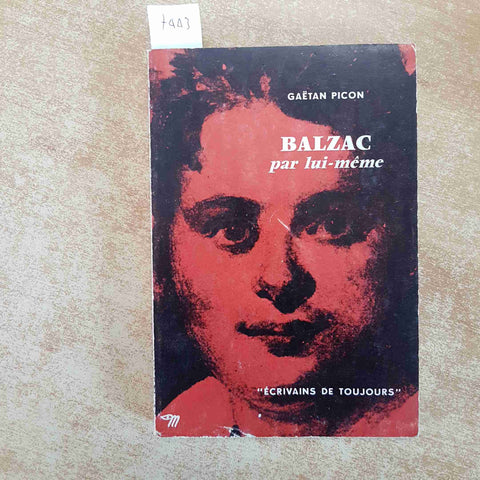 GAËTAN PICON
BALZAC
par lui-même
"ÉCRIVAINS DE TOUJOURS"